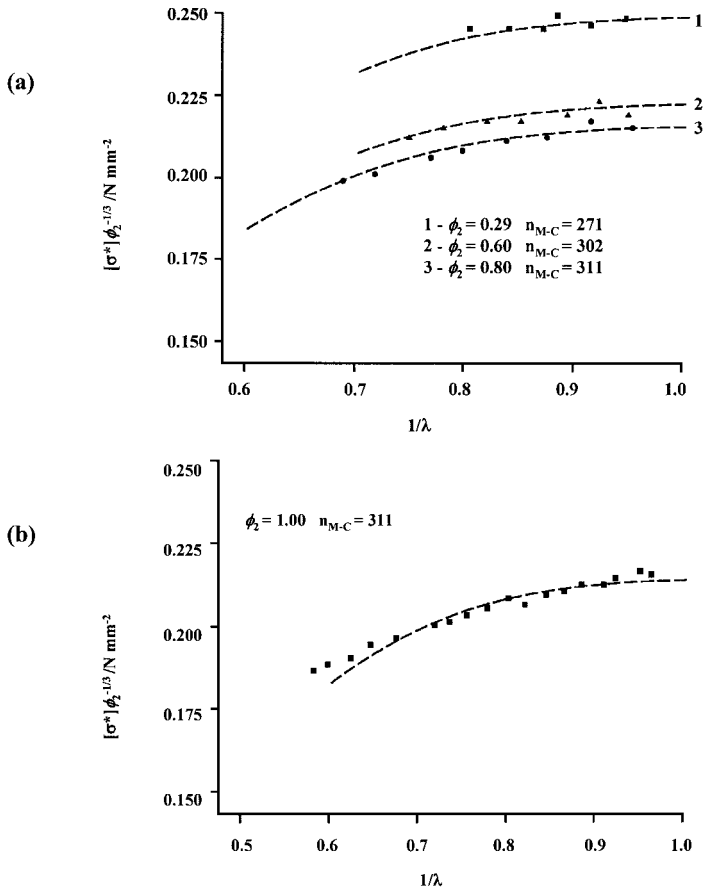 (a)
[σ*]ϕ₂⁻¹/³ /N mm⁻²
0.250
0.225
0.200
0.175
0.150
1
2
3
1 - ϕ₂ = 0.29 n_M-C = 271
2 - ϕ₂ = 0.60 n_M-C = 302
3 - ϕ₂ = 0.80 n_M-C = 311
0.6 0.7 0.8 0.9 1.0
1/λ
(b)
[σ*]ϕ₂⁻¹/³ /N mm⁻²
0.250
0.225
0.200
0.175
0.150
ϕ₂ = 1.00 n_M-C = 311
0.5 0.6 0.7 0.8 0.9 1.0
1/λ